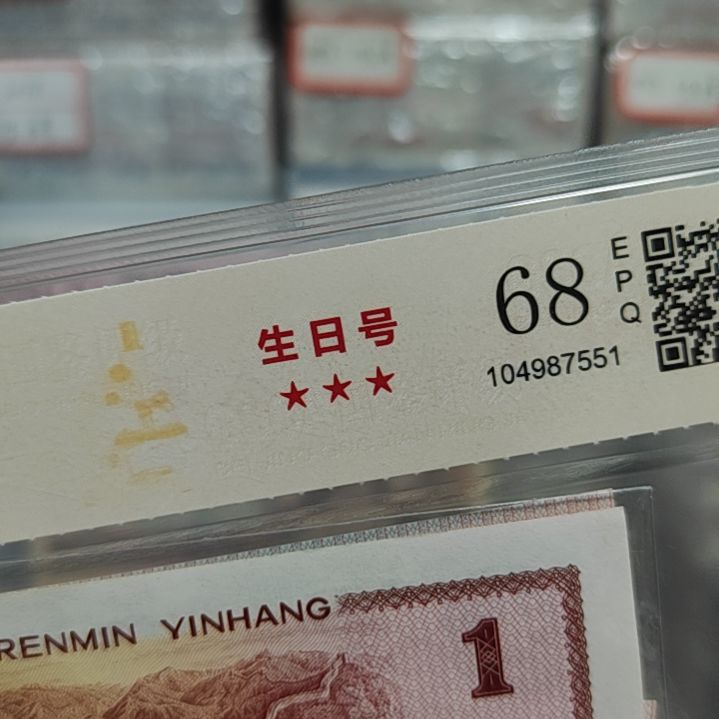 生日号
★★★
68
EPQ
104987551
RENMIN YINHANG
1